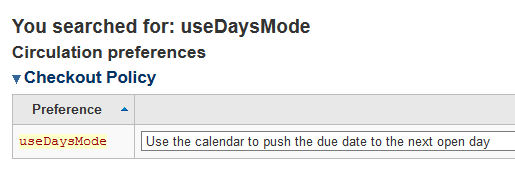 You searched for: useDaysMode
Circulation preferences
Checkout Policy
Preference
useDaysMode Use the calendar to push the due date to the next open day